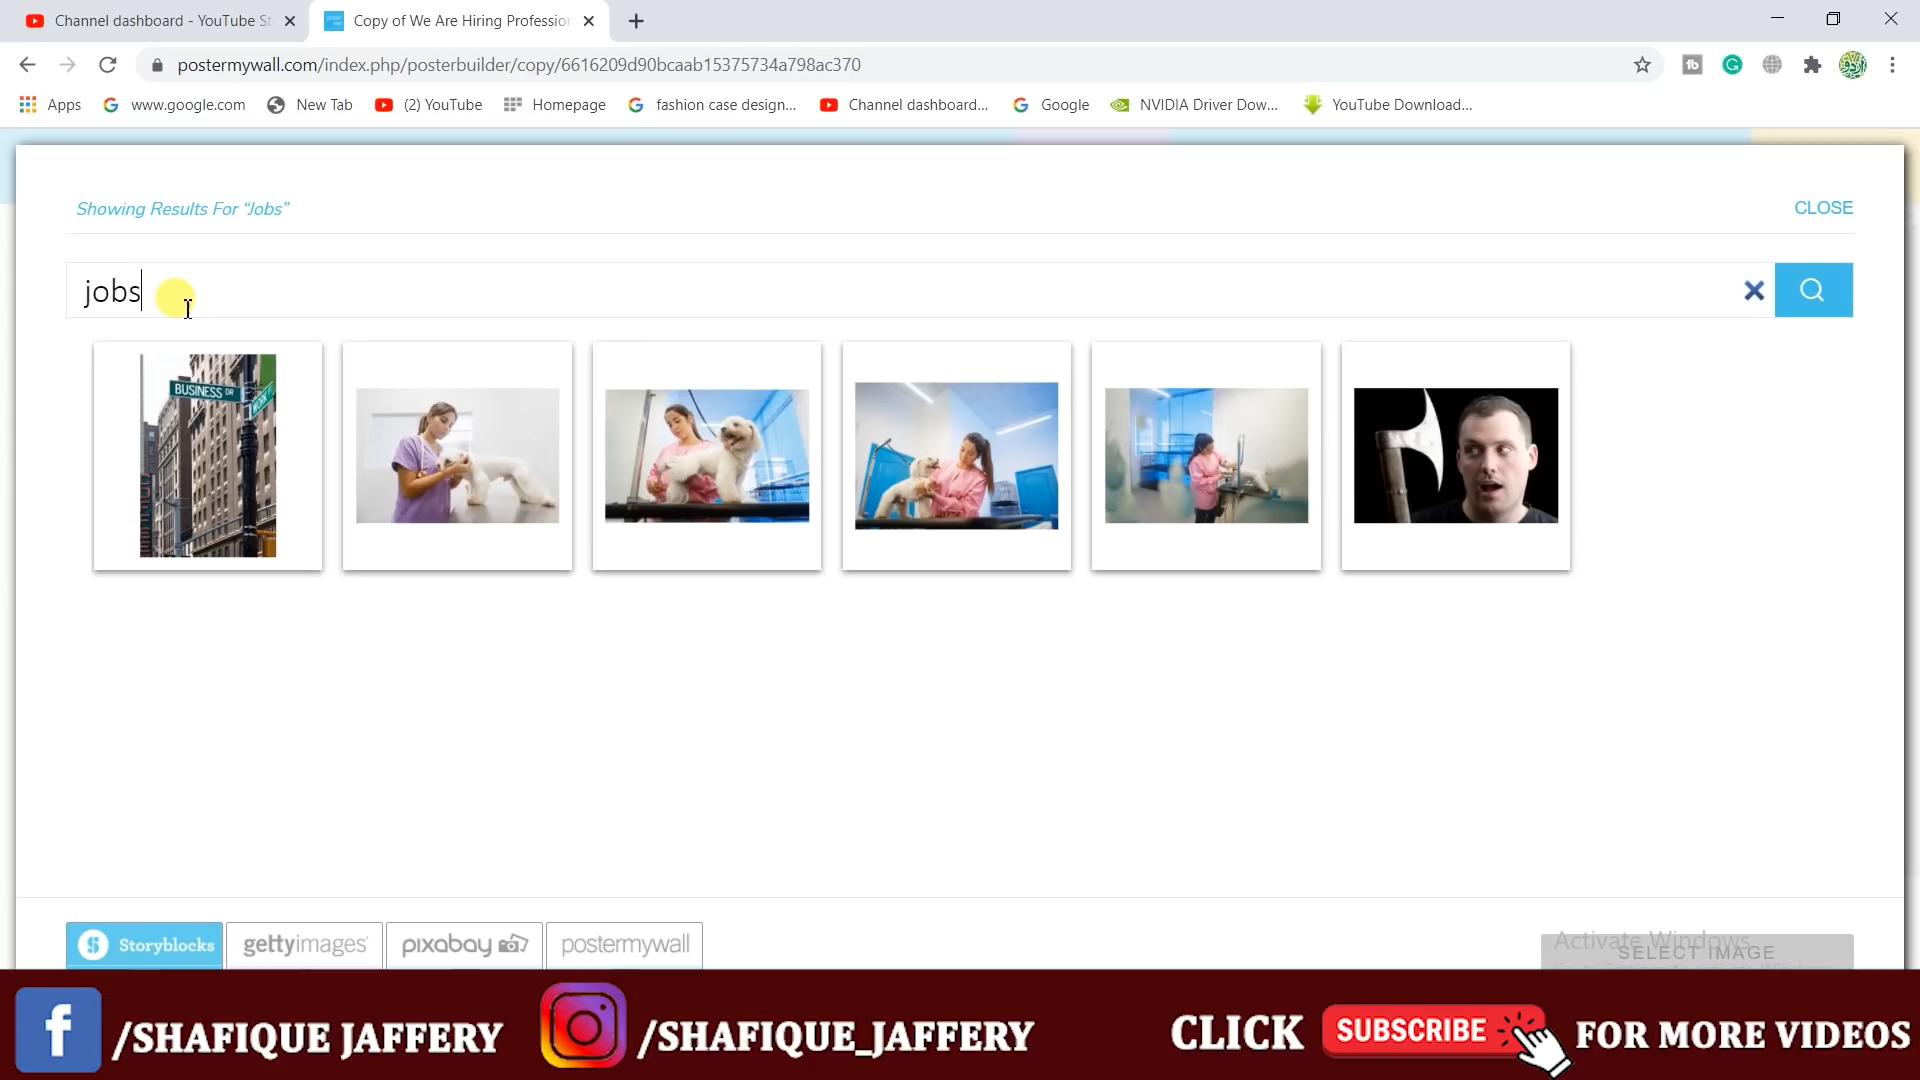 Channel dashboard - YouTube St
Copy of We Are Hiring Profession
postermywall.com/index.php/posterbuilder/copy/6616209d90bcaab15375734a798ac370
Apps
www.google.com
New Tab
(2) YouTube
Homepage
fashion case design...
Channel dashboard...
Google
NVIDIA Driver Dow...
YouTube Download...
Showing Results For “Jobs”
CLOSE
jobs
BUSINESS DR
Storyblocks
gettyimages
pixabay
postermywall
Activate Windows
SELECT IMAGE
/SHAFIQUE JAFFERY
/SHAFIQUE_JAFFERY
CLICK SUBSCRIBE FOR MORE VIDEOS